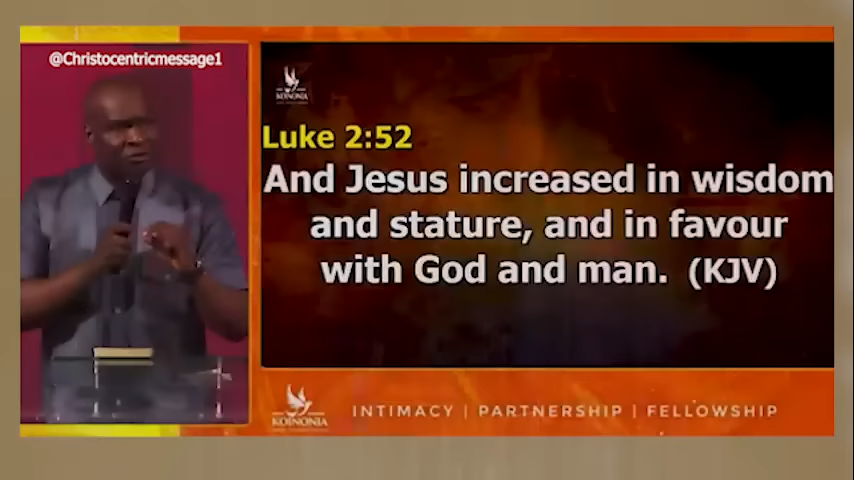 @Christocentricmessage1
KOINONIA
Luke 2:52
And Jesus increased in wisdom
and stature, and in favour
with God and man. (KJV)
KOINONIA
INTIMACY | PARTNERSHIP | FELLOWSHIP